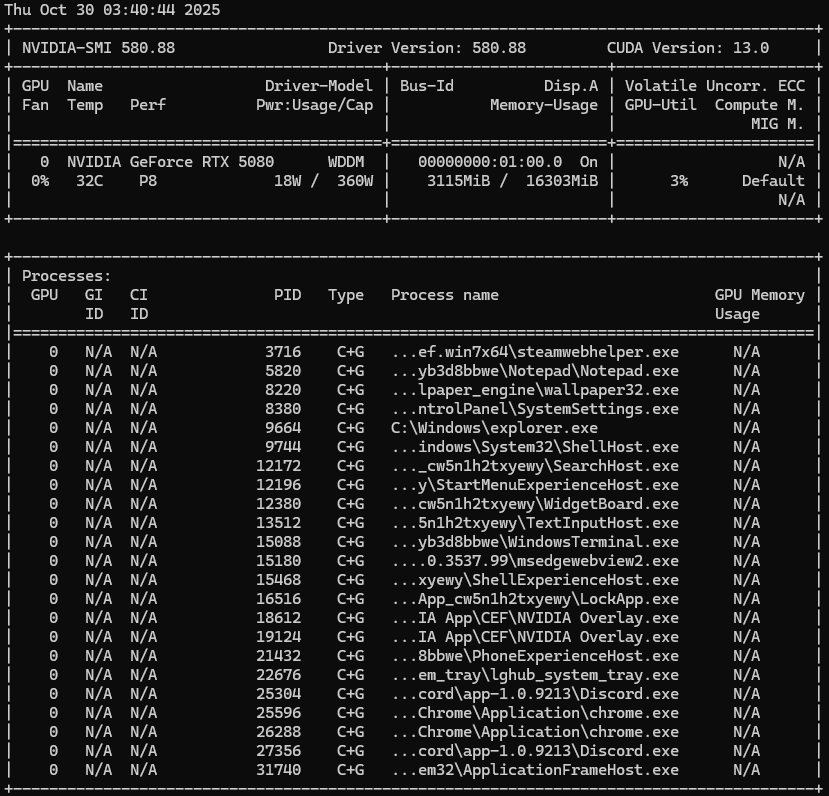 Thu Oct 30 03:40:44 2025
+-----------------------------------------------------------------------------------------+
| NVIDIA-SMI 580.88                 Driver Version: 580.88         CUDA Version: 13.0     |
+-----------------------------------------+------------------------+----------------------+
| GPU  Name                  Driver-Model | Bus-Id          Disp.A | Volatile Uncorr. ECC |
| Fan  Temp   Perf          Pwr:Usage/Cap |           Memory-Usage | GPU-Util  Compute M. |
|                                         |                        |               MIG M. |
|=========================================+========================+======================|
|   0  NVIDIA GeForce RTX 5080      WDDM  |   00000000:01:00.0  On |                  N/A |
|  0%   32C    P8             18W /  360W |    3115MiB /  16303MiB |      3%      Default |
|                                         |                        |                  N/A |
+-----------------------------------------+------------------------+----------------------+
+-----------------------------------------------------------------------------------------+
| Processes:                                                                              |
|  GPU   GI   CI              PID   Type   Process name                        GPU Memory |
|        ID   ID                                                               Usage      |
|=========================================================================================|
|    0   N/A  N/A            3716    C+G   ...ef.win7x64\steamwebhelper.exe      N/A      |
|    0   N/A  N/A            5820    C+G   ...yb3d8bbwe\Notepad\Notepad.exe      N/A      |
|    0   N/A  N/A            8220    C+G   ...lpaper_engine\wallpaper32.exe      N/A      |
|    0   N/A  N/A            8380    C+G   ...ntrolPanel\SystemSettings.exe      N/A      |
|    0   N/A  N/A            9664    C+G   C:\Windows\explorer.exe               N/A      |
|    0   N/A  N/A            9744    C+G   ...indows\System32\ShellHost.exe      N/A      |
|    0   N/A  N/A           12172    C+G   ..._cw5n1h2txyewy\SearchHost.exe      N/A      |
|    0   N/A  N/A           12196    C+G   ...y\StartMenuExperienceHost.exe      N/A      |
|    0   N/A  N/A           12380    C+G   ...cw5n1h2txyewy\WidgetBoard.exe      N/A      |
|    0   N/A  N/A           13512    C+G   ...5n1h2txyewy\TextInputHost.exe      N/A      |
|    0   N/A  N/A           15088    C+G   ...yb3d8bbwe\WindowsTerminal.exe      N/A      |
|    0   N/A  N/A           15180    C+G   ....0.3537.99\msedgewebview2.exe      N/A      |
|    0   N/A  N/A           15468    C+G   ...xyewy\ShellExperienceHost.exe      N/A      |
|    0   N/A  N/A           16516    C+G   ...App_cw5n1h2txyewy\LockApp.exe      N/A      |
|    0   N/A  N/A           18612    C+G   ...IA App\CEF\NVIDIA Overlay.exe      N/A      |
|    0   N/A  N/A           19124    C+G   ...IA App\CEF\NVIDIA Overlay.exe      N/A      |
|    0   N/A  N/A           21432    C+G   ...8bbwe\PhoneExperienceHost.exe      N/A      |
|    0   N/A  N/A           22676    C+G   ...em_tray\lghub_system_tray.exe      N/A      |
|    0   N/A  N/A           25304    C+G   ...cord\app-1.0.9213\Discord.exe      N/A      |
|    0   N/A  N/A           25596    C+G   ...Chrome\Application\chrome.exe      N/A      |
|    0   N/A  N/A           26288    C+G   ...Chrome\Application\chrome.exe      N/A      |
|    0   N/A  N/A           27356    C+G   ...cord\app-1.0.9213\Discord.exe      N/A      |
|    0   N/A  N/A           31740    C+G   ...em32\ApplicationFrameHost.exe      N/A      |
+-----------------------------------------------------------------------------------------+